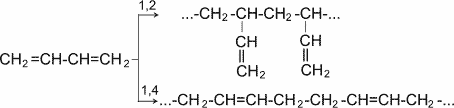 1,2
...-CH₂-CH-CH₂-CH-...
CH CH
CH₂ CH₂
CH₂=CH-CH=CH₂-
1,4
...-CH₂-CH=CH-CH₂-CH₂-CH=CH-CH₂-...